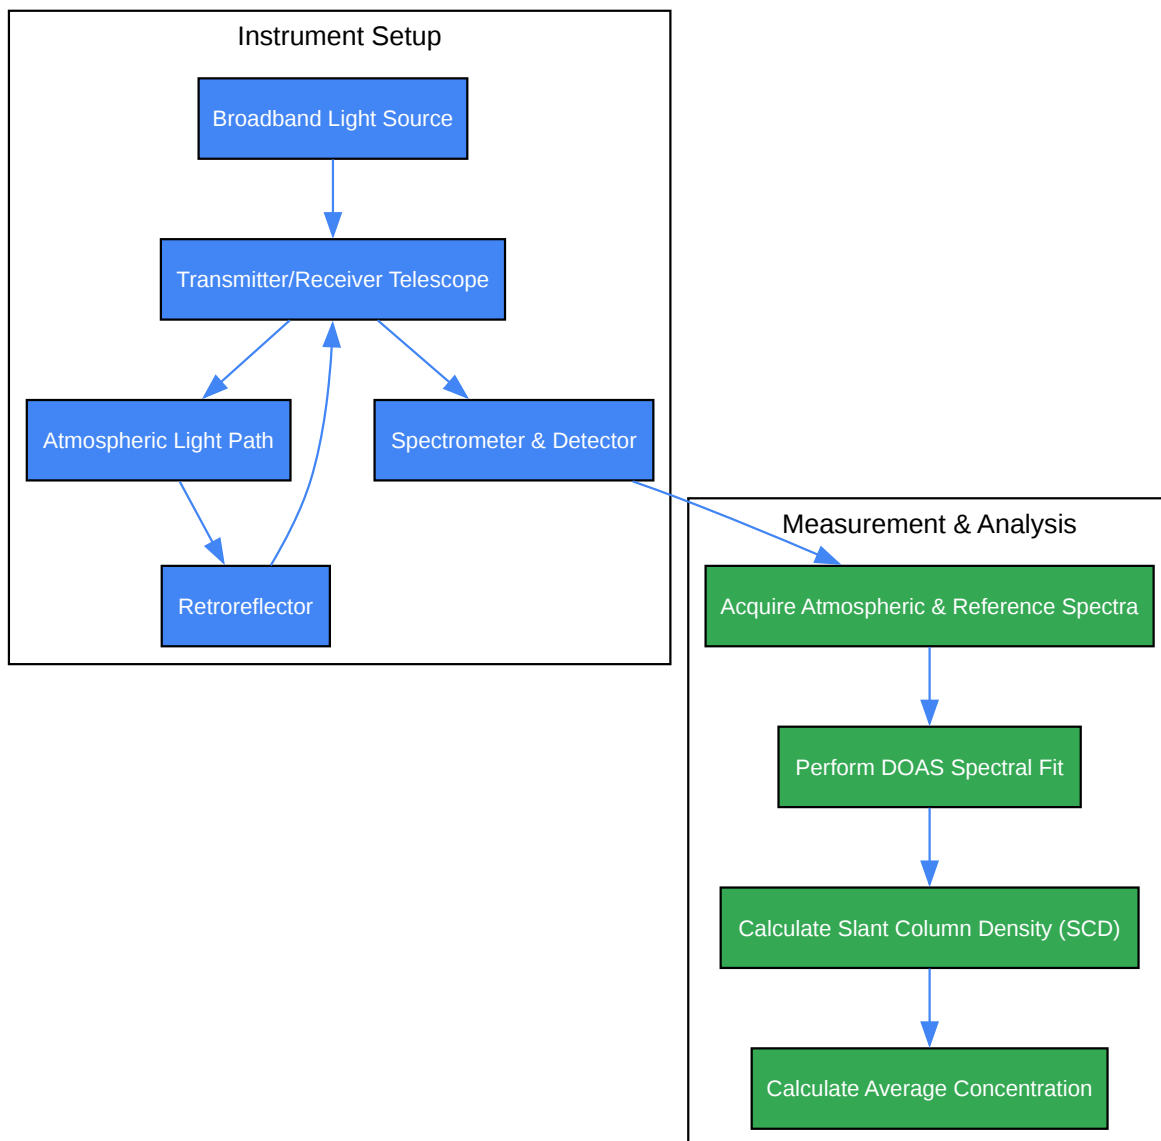 Instrument Setup
Broadband Light Source
Transmitter/Receiver Telescope
Atmospheric Light Path
Spectrometer & Detector
Retroreflector
Measurement & Analysis
Acquire Atmospheric & Reference Spectra
Perform DOAS Spectral Fit
Calculate Slant Column Density (SCD)
Calculate Average Concentration